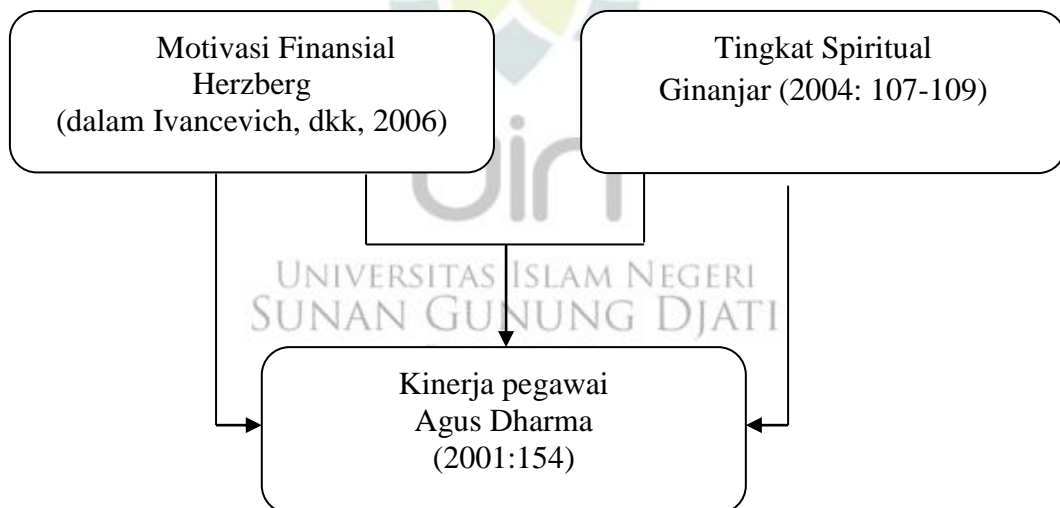 Motivasi Finansial
Herzberg
(dalam Ivancevich, dkk, 2006)
Tingkat Spiritual
Ginanjar (2004: 107-109)
uin
UNIVERSITAS ISLAM NEGERI
SUNAN GUNUNG DJATI
Kinerja pegawai
Agus Dharma
(2001:154)